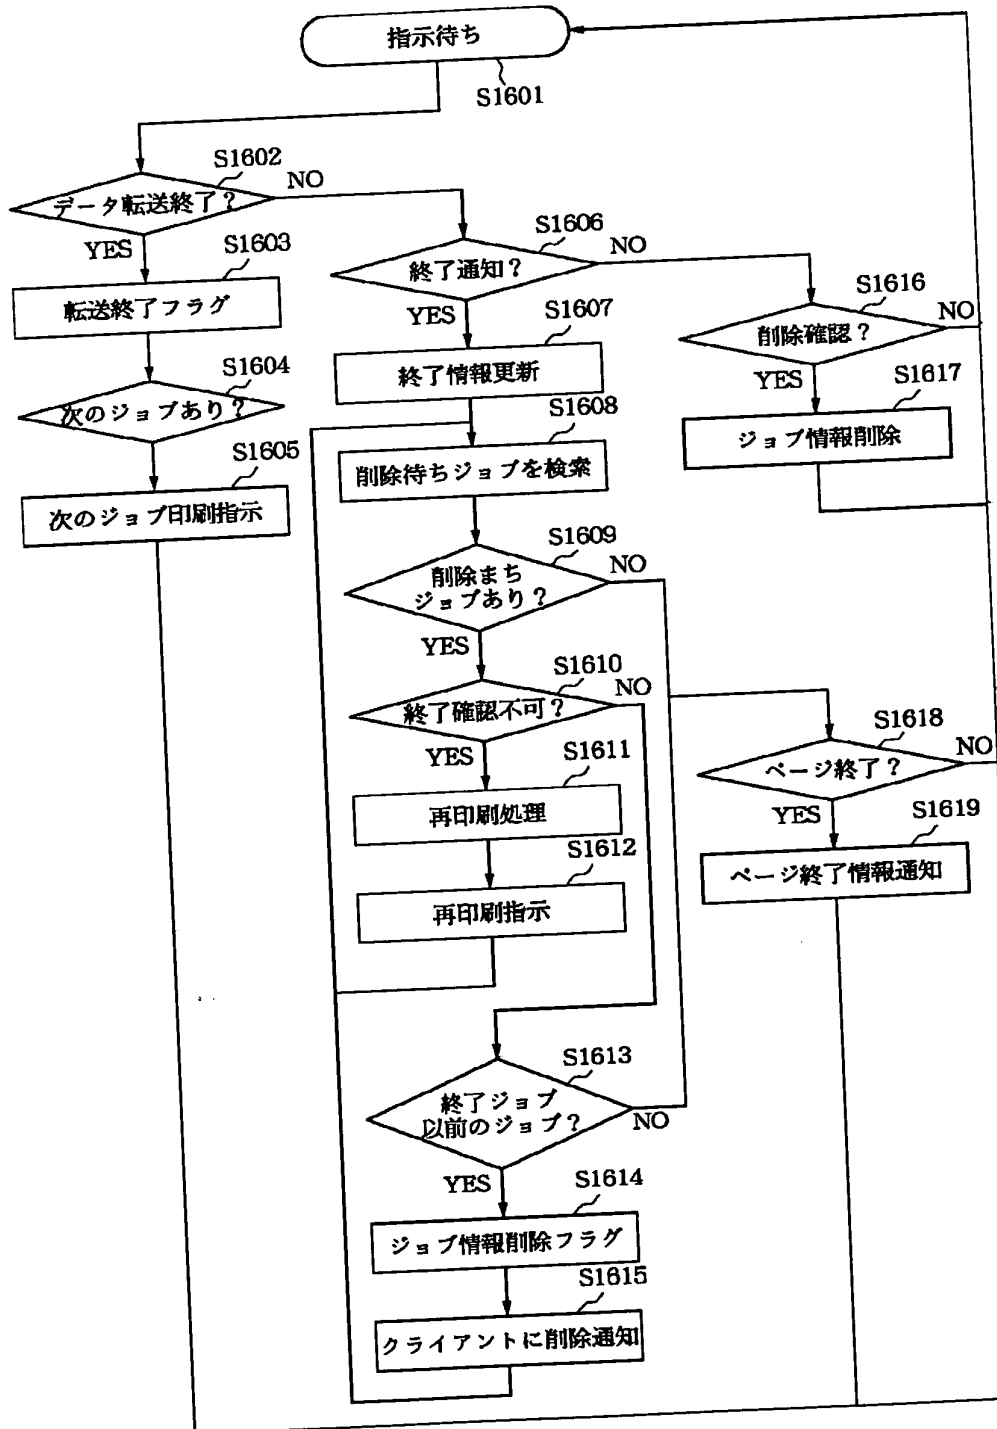 指示待ち
S1601
S1602
データ転送終了?
NO
YES
S1603
転送終了フラグ
S1604
次のジョブあり?
S1605
次のジョブ印刷指示
S1606
終了通知?
NO
YES
S1607
終了情報更新
S1608
削除待ちジョブを検索
S1609
削除まち
ジョブあり?
NO
YES
S1610
終了確認不可?
NO
YES
S1611
再印刷処理
S1612
再印刷指示
S1613
終了ジョブ
以前のジョブ?
NO
YES
S1614
ジョブ情報削除フラグ
S1615
クライアントに削除通知
S1616
削除確認?
NO
YES
S1617
ジョブ情報削除
S1618
ページ終了?
NO
YES
S1619
ページ終了情報通知